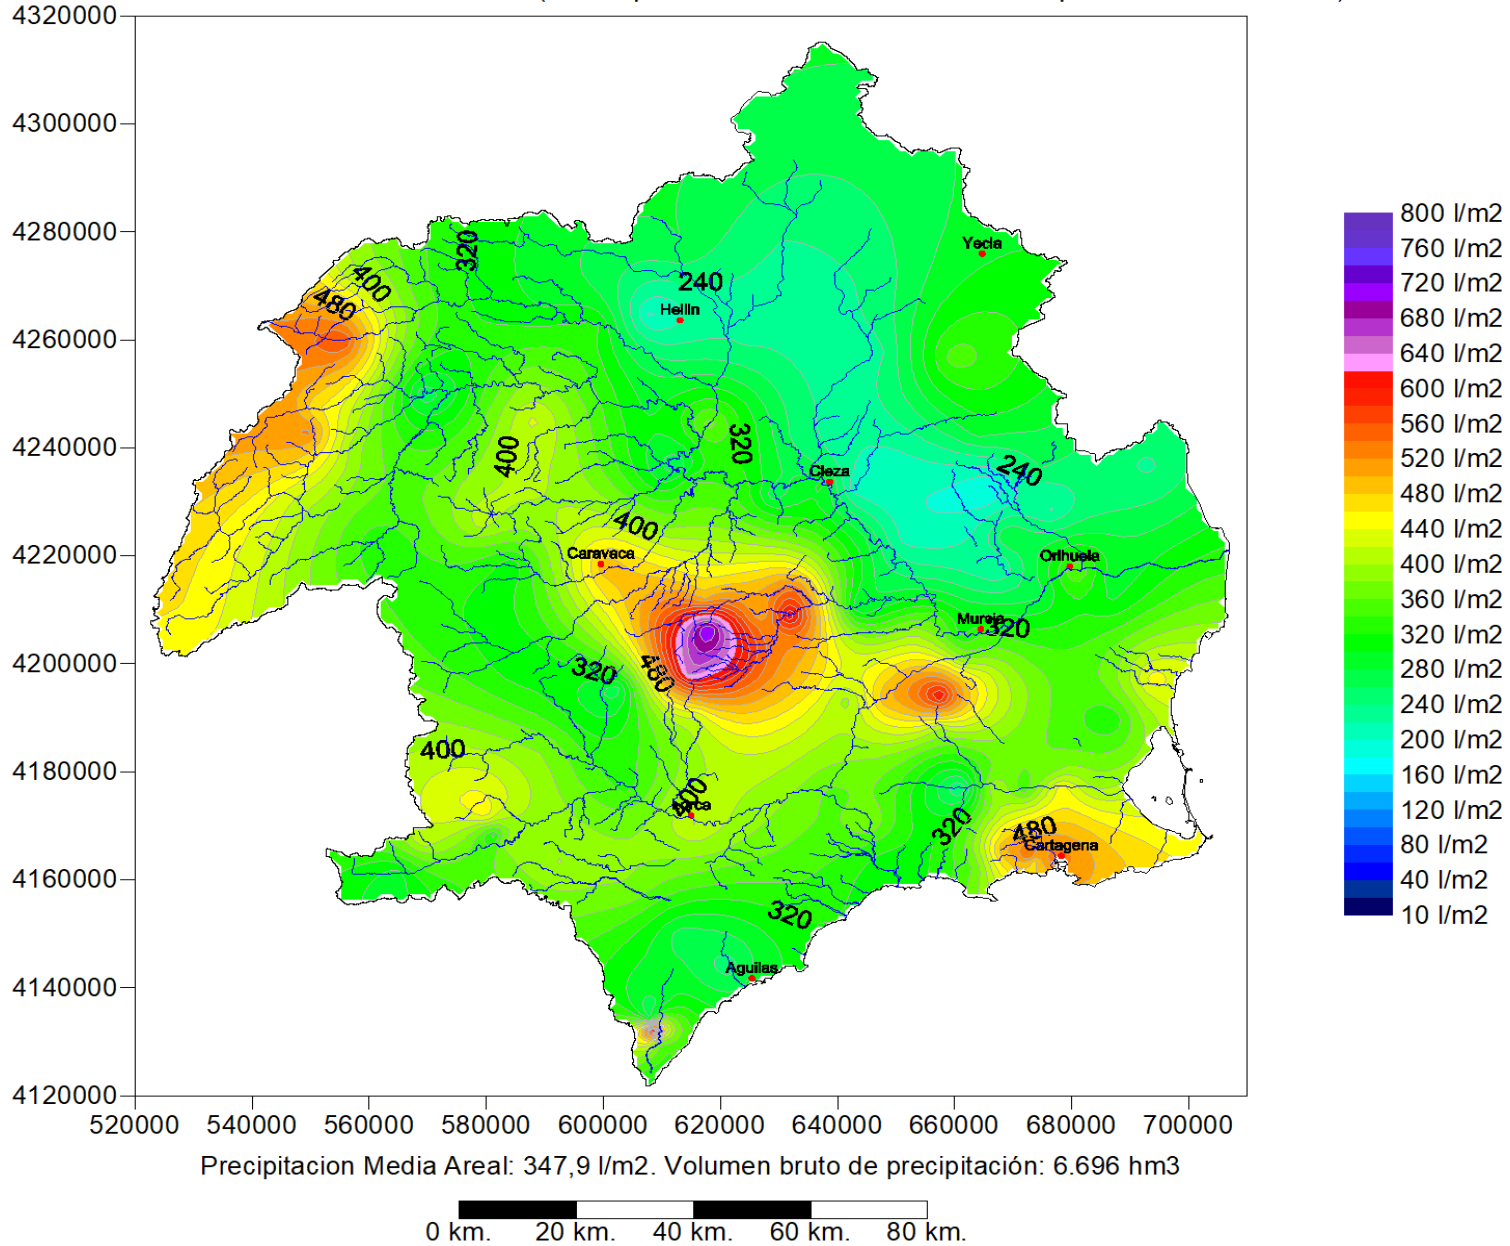 4320000
4300000
4280000
4260000
4240000
4220000
4200000
4180000
4160000
4140000
4120000
520000 540000 560000 580000 600000 620000 640000 660000 680000 700000
Yecla
320
400
480
240
Hellin
400
320
Cieza
240
400
Caravaca
Orihuela
Murcia
320
480
320
400
400
Lorca
320
480
Cartagena
320
Aguilas
800 l/m2
760 l/m2
720 l/m2
680 l/m2
640 l/m2
600 l/m2
560 l/m2
520 l/m2
480 l/m2
440 l/m2
400 l/m2
360 l/m2
320 l/m2
280 l/m2
240 l/m2
200 l/m2
160 l/m2
120 l/m2
80 l/m2
40 l/m2
10 l/m2
Precipitacion Media Areal: 347,9 l/m2. Volumen bruto de precipitación: 6.696 hm3
0 km. 20 km. 40 km. 60 km. 80 km.